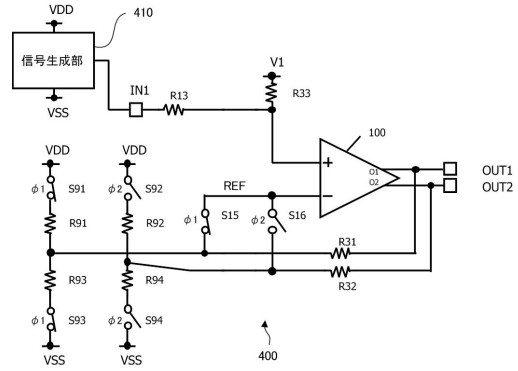 VDD
410
信号生成部
V1
IN1
R13
R33
VSS
100
VDD
VDD
+
O1
O2
OUT1
OUT2
φ1
S91
φ2
S92
REF
−
R91
R92
φ1
S15
φ2
S16
R31
R93
R94
R32
φ1
S93
φ2
S94
VSS
VSS
400